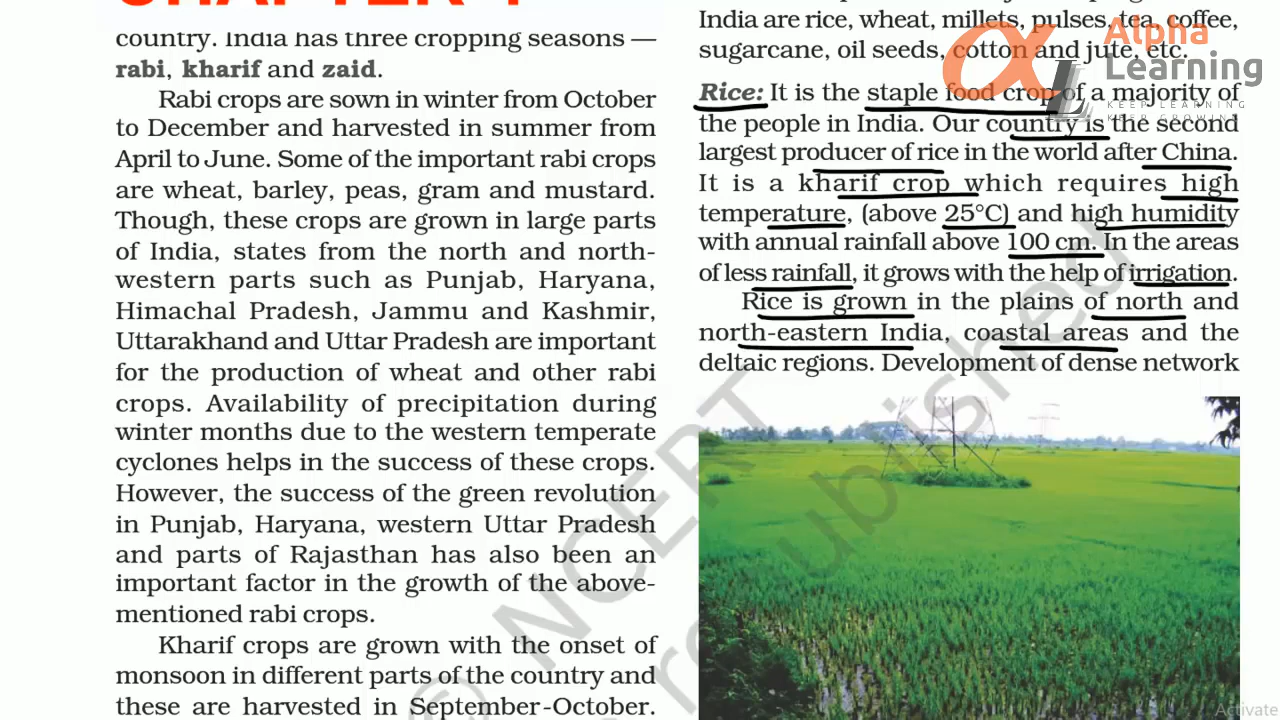 CHAPTER 4
country. India has three cropping seasons —
rabi, kharif and zaid.
Rabi crops are sown in winter from October
to December and harvested in summer from
April to June. Some of the important rabi crops
are wheat, barley, peas, gram and mustard.
Though, these crops are grown in large parts
of India, states from the north and north-
western parts such as Punjab, Haryana,
Himachal Pradesh, Jammu and Kashmir,
Uttarakhand and Uttar Pradesh are important
for the production of wheat and other rabi
crops. Availability of precipitation during
winter months due to the western temperate
cyclones helps in the success of these crops.
However, the success of the green revolution
in Punjab, Haryana, western Uttar Pradesh
and parts of Rajasthan has also been an
important factor in the growth of the above-
mentioned rabi crops.
Kharif crops are grown with the onset of
monsoon in different parts of the country and
these are harvested in September-October.
India are rice, wheat, millets, pulses, tea, coffee,
sugarcane, oil seeds, cotton and jute, etc.
Rice: It is the staple food crop of a majority of
the people in India. Our country is the second
largest producer of rice in the world after China.
It is a kharif crop which requires high
temperature, (above 25°C) and high humidity
with annual rainfall above 100 cm. In the areas
of less rainfall, it grows with the help of irrigation.
Rice is grown in the plains of north and
north-eastern India, coastal areas and the
deltaic regions. Development of dense network
Alpha
Learning
KEEP LEARNING
KEEP GROWING
© NCERT
Activate